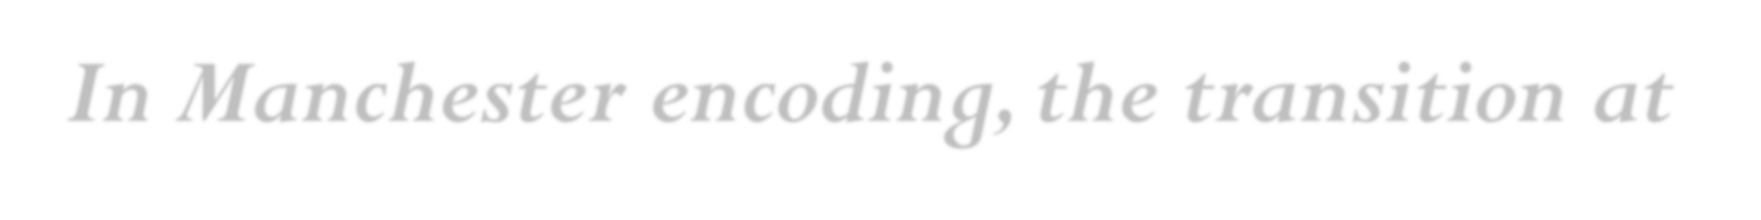 In Manchester encoding, the transition at